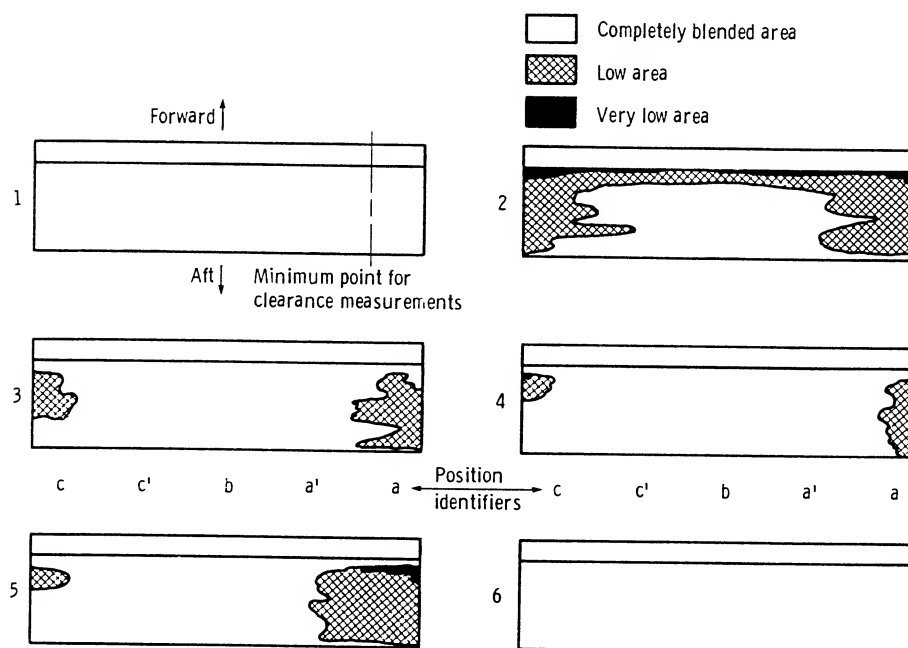 Completely blended area
Low area
Very low area
Forward
1
2
Aft
Minimum point for
clearance measurements
3
4
c c' b a' a
Position
identifiers
c c' b a' a
5
6